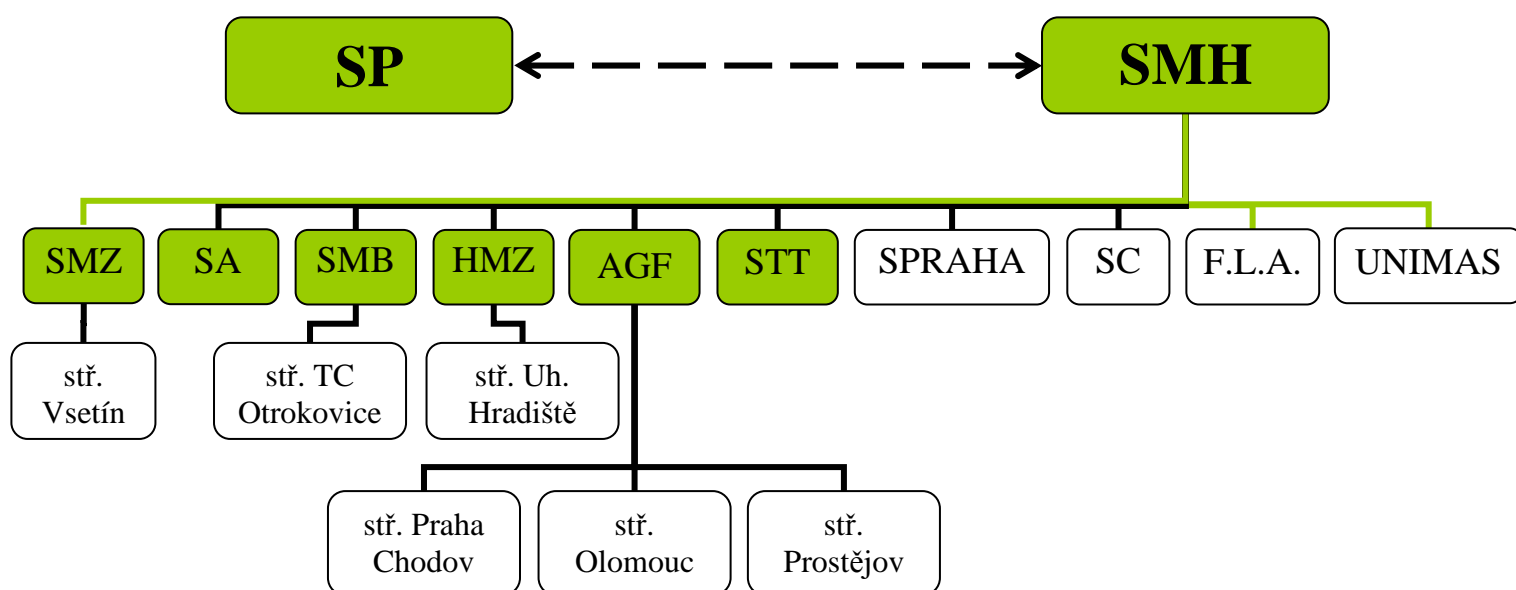 SP
SMH
SMZ
SA
SMB
HMZ
AGF
STT
SPRAHA
SC
F.L.A.
UNIMAS
stř.
Vsetín
stř. TC
Otrokovice
stř. Uh.
Hradiště
stř. Praha
Chodov
stř.
Olomouc
stř.
Prostějov